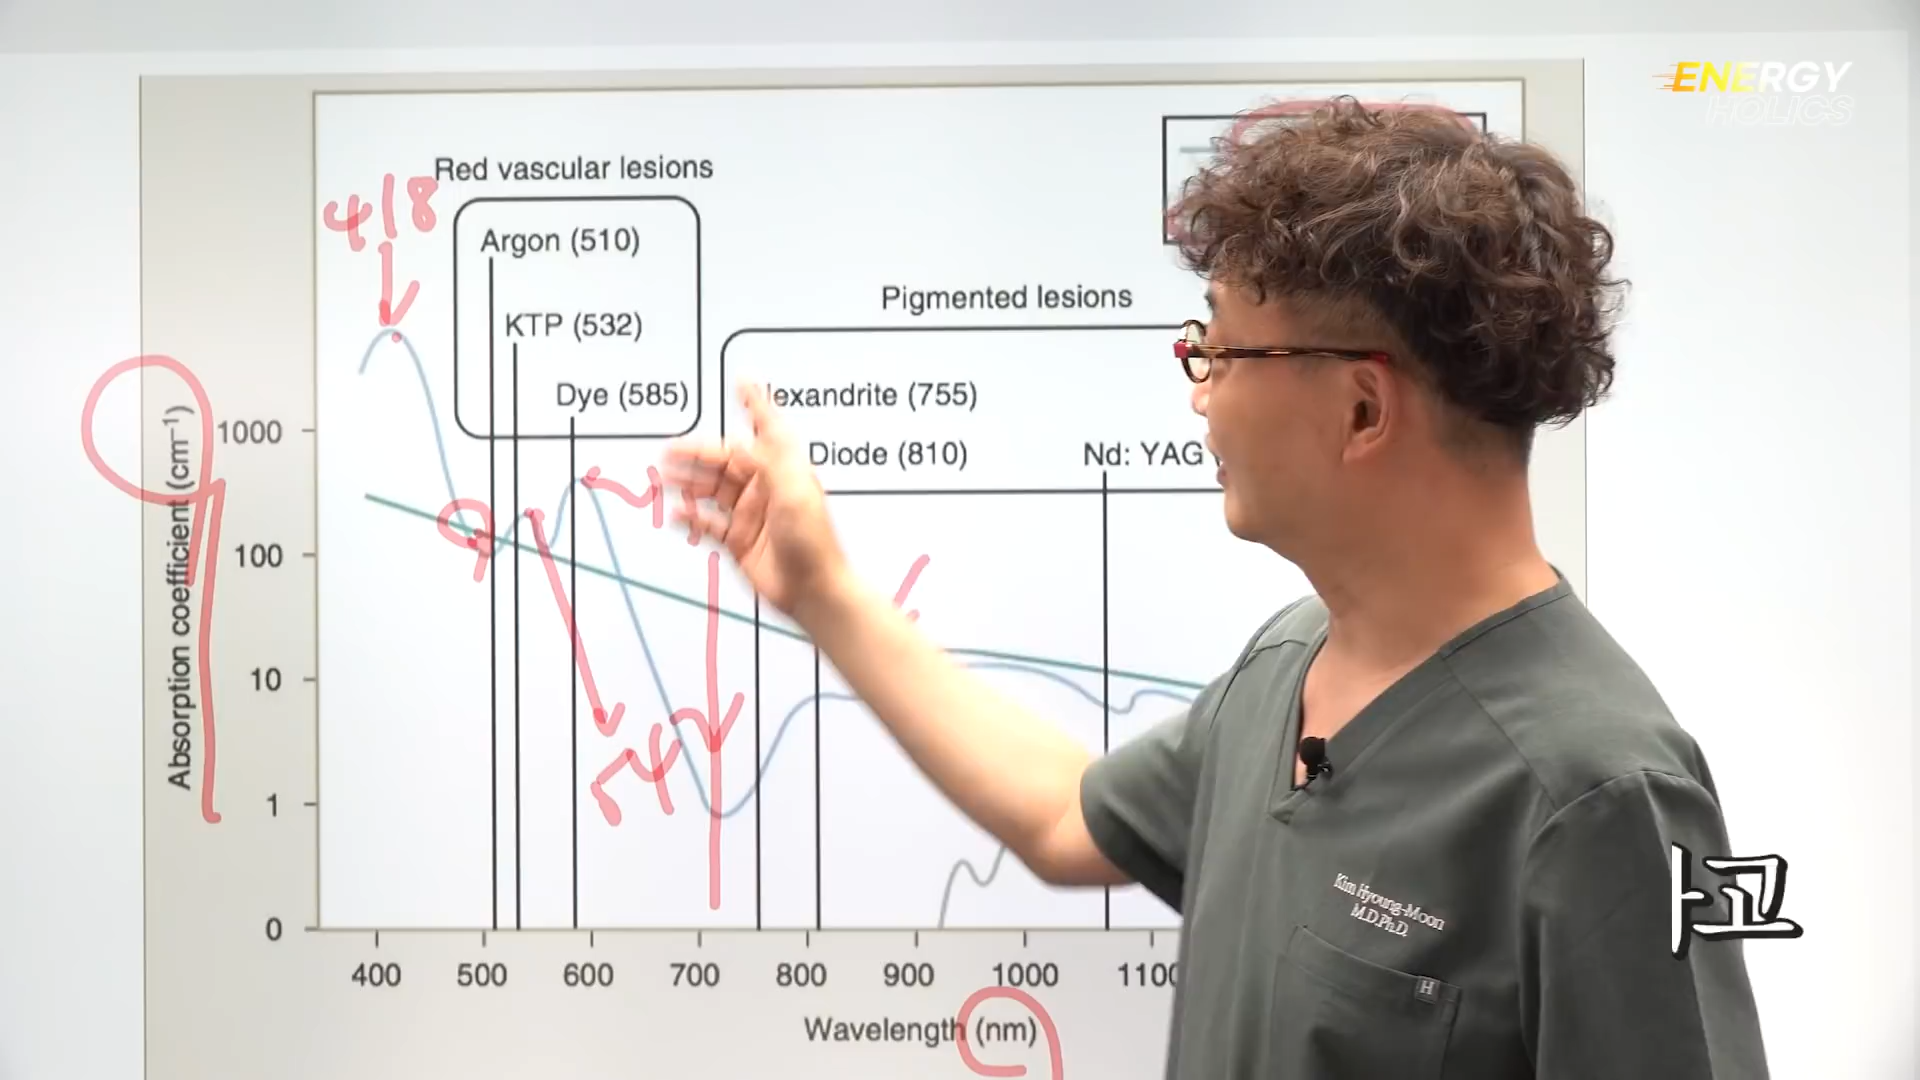 ENERGY
HOLICS
Red vascular lesions
418
Argon (510)
KTP (532)
Dye (585)
Pigmented lesions
Alexandrite (755)
Diode (810)
Nd: YAG
Absorption coefficient (cm⁻¹)
1000
100
10
1
0
542
400 500 600 700 800 900 1000 1100
Wavelength (nm)
Kim Hyoung-Moon
M.D.Ph.D.
H